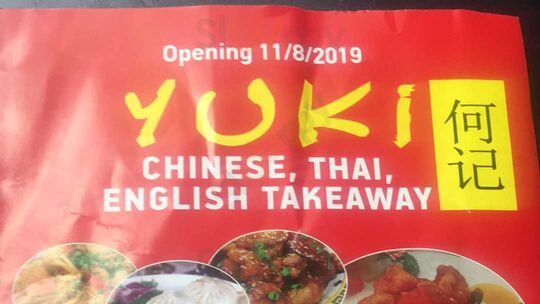 Opening 11/8/2019
YUKi
何记
CHINESE, THAI,
ENGLISH TAKEAWAY